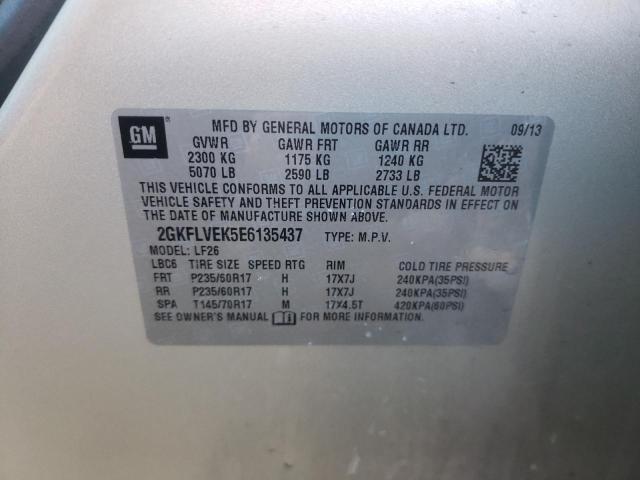 GM
MFD BY GENERAL MOTORS OF CANADA LTD. 09/13
GVWR GAWR FRT GAWR RR
2300 KG 1175 KG 1240 KG
5070 LB 2590 LB 2733 LB
THIS VEHICLE CONFORMS TO ALL APPLICABLE U.S. FEDERAL MOTOR
VEHICLE SAFETY AND THEFT PREVENTION STANDARDS IN EFFECT ON
THE DATE OF MANUFACTURE SHOWN ABOVE.
2GKFLVEK5E6135437 TYPE: M.P.V.
MODEL: LF26
LBC6 TIRE SIZE SPEED RTG RIM COLD TIRE PRESSURE
FRT P235/60R17 H 17X7J 240KPA(35PSI)
RR P235/60R17 H 17X7J 240KPA(35PSI)
SPA T145/70R17 M 17X4.5T 420KPA(60PSI)
SEE OWNER'S MANUAL FOR MORE INFORMATION.